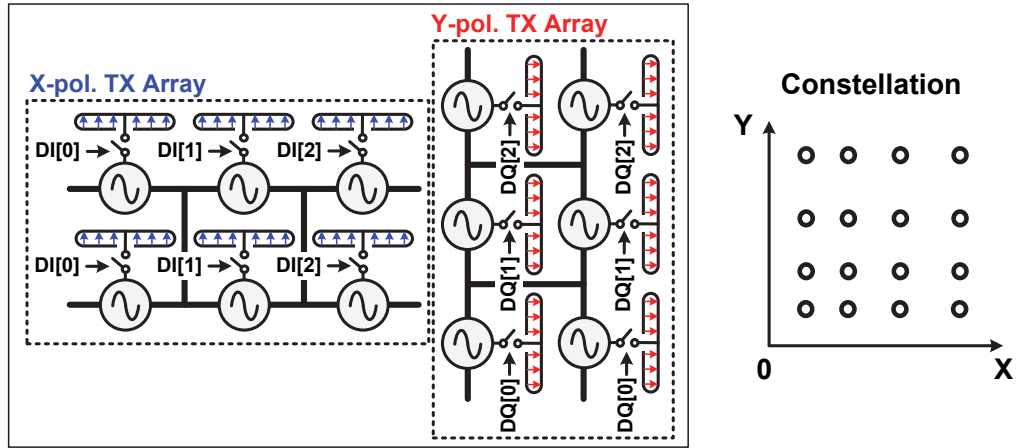 Y-pol. TX Array
X-pol. TX Array
DI[0] DI[1] DI[2]
DI[0] DI[1] DI[2]
DQ[2] DQ[2]
DQ[1] DQ[1]
DQ[0] DQ[0]
Constellation
Y
0
X